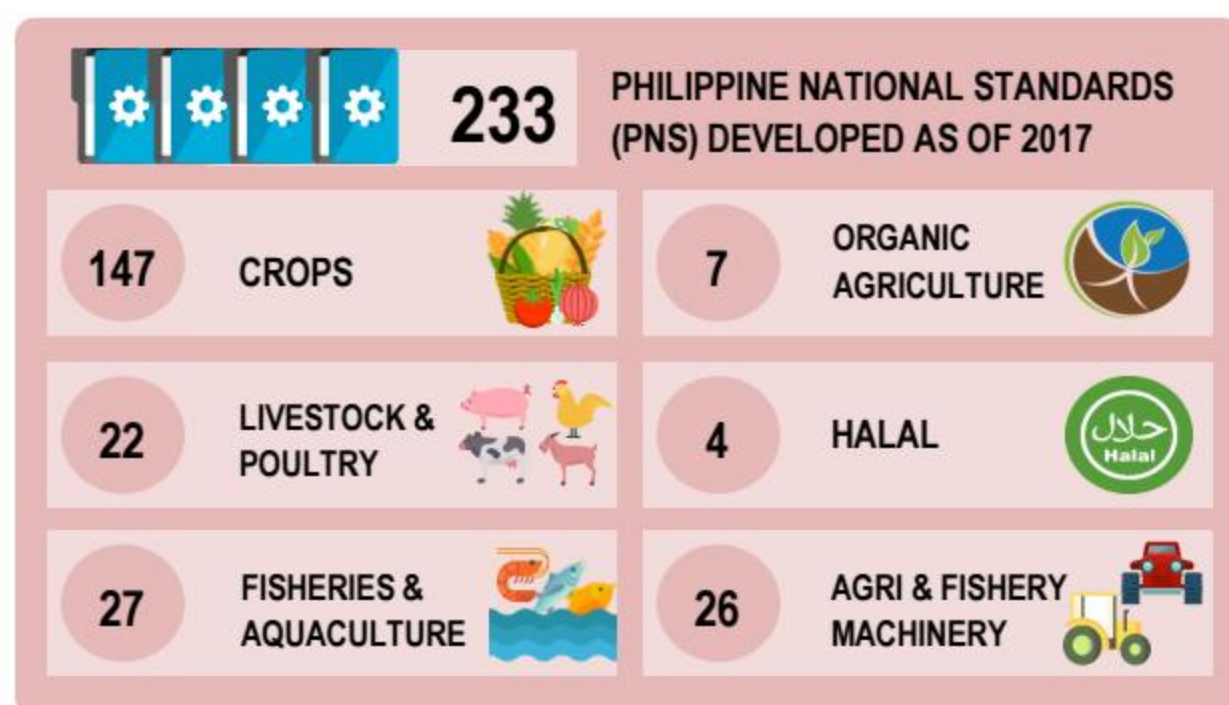 233
PHILIPPINE NATIONAL STANDARDS
(PNS) DEVELOPED AS OF 2017
147
CROPS
7
ORGANIC
AGRICULTURE
22
LIVESTOCK &
POULTRY
4
HALAL
حلال
Halal
27
FISHERIES &
AQUACULTURE
26
AGRI & FISHERY
MACHINERY